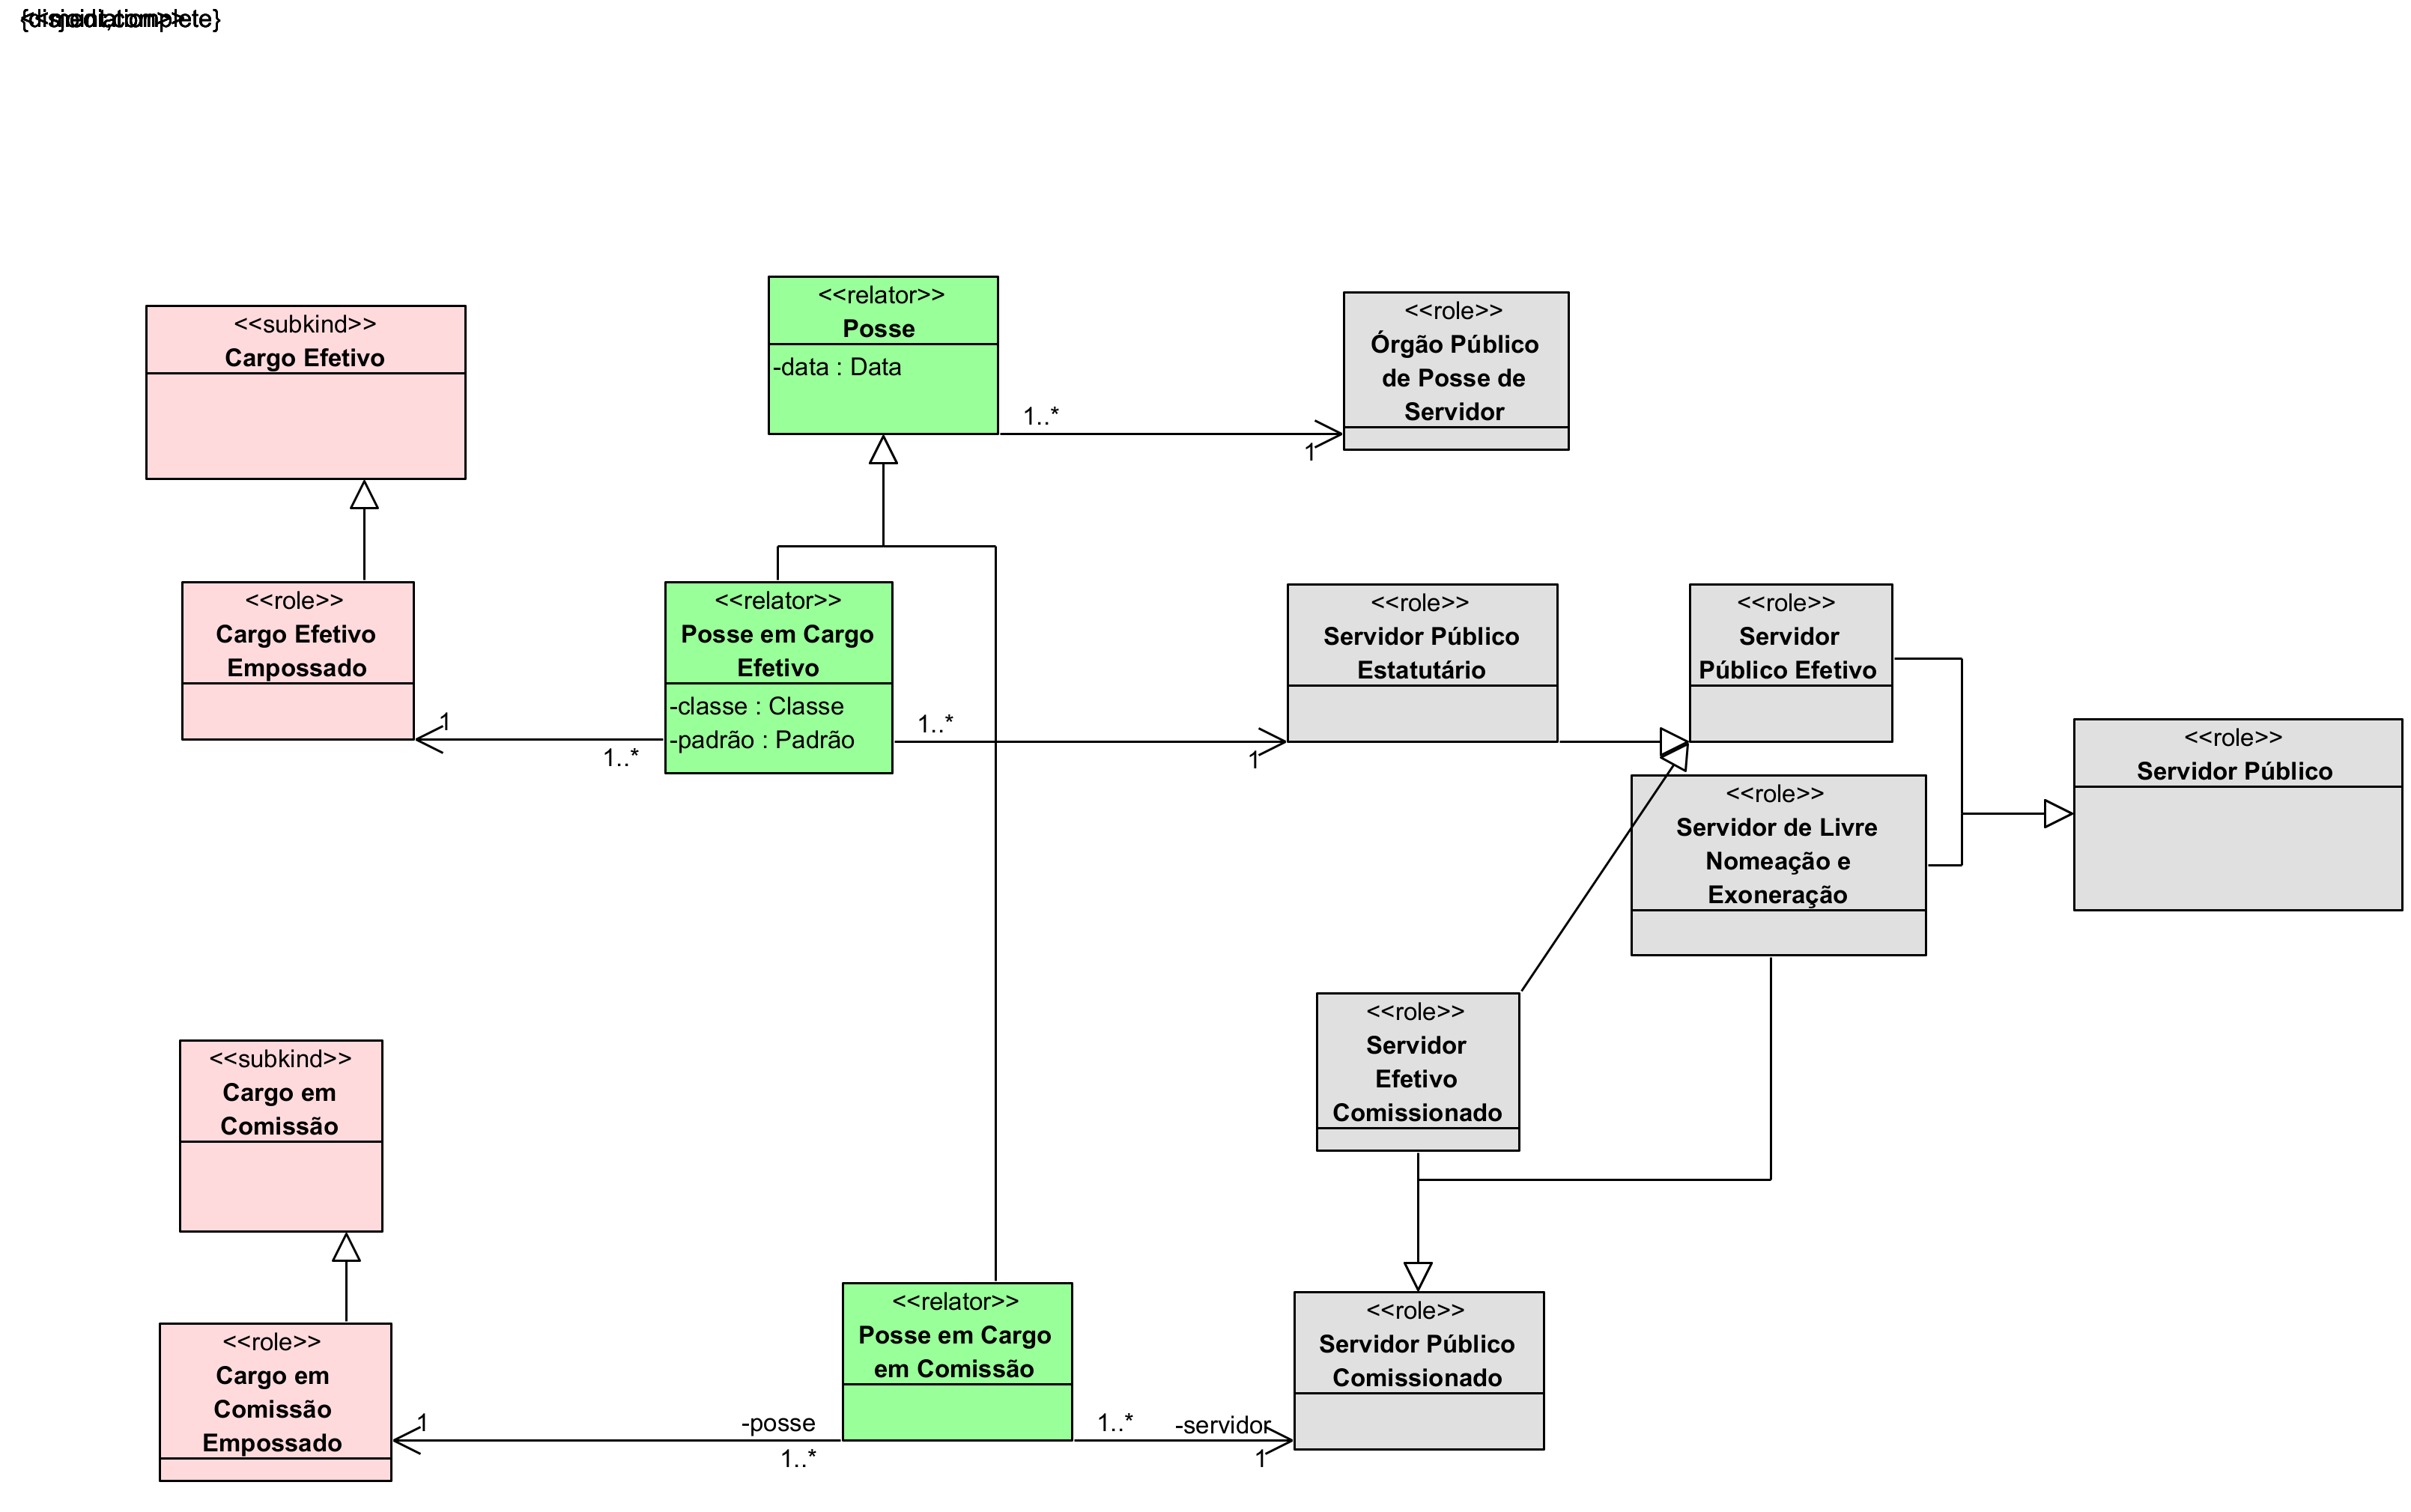 {disjoint,complete}
<<mediation>>
<<relator>>
Posse
-data : Data
<<role>>
Órgão Público
de Posse de
Servidor
1..*
1
<<subkind>>
Cargo Efetivo
<<role>>
Cargo Efetivo
Empossado
1
1..*
<<relator>>
Posse em Cargo
Efetivo
-classe : Classe
-padrão : Padrão
1..*
1
<<role>>
Servidor Público
Estatutário
<<role>>
Servidor
Público Efetivo
<<role>>
Servidor Público
<<role>>
Servidor de Livre
Nomeação e
Exoneração
<<role>>
Servidor
Efetivo
Comissionado
<<subkind>>
Cargo em
Comissão
<<role>>
Cargo em
Comissão
Empossado
1
-posse
1..*
<<relator>>
Posse em Cargo
em Comissão
1..*
-servidor
1
<<role>>
Servidor Público
Comissionado